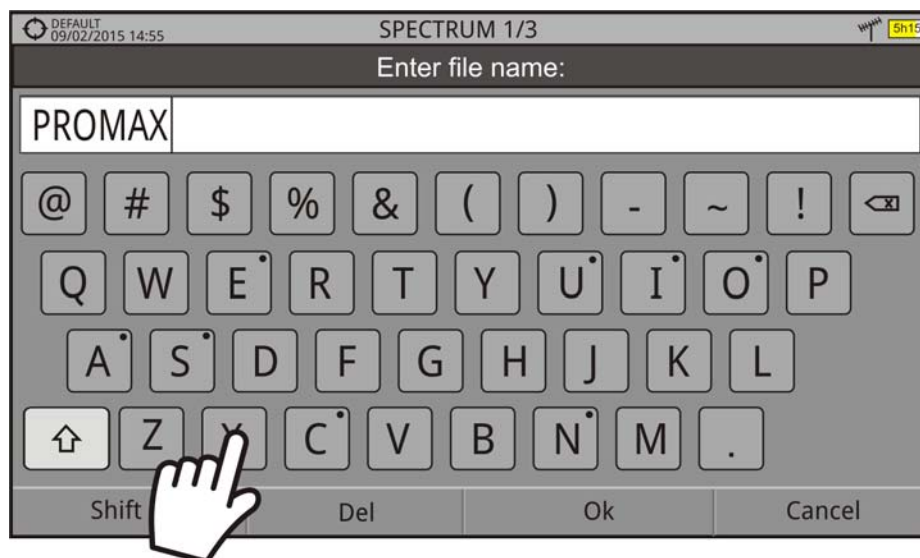 DEFAULT
09/02/2015 14:55
SPECTRUM 1/3
5h15
Enter file name:
PROMAX
@ # $ % & ( ) - ~ !
Q W E R T Y U I O P
A S D F G H J K L
Z X C V B N M .
Shift Del Ok Cancel